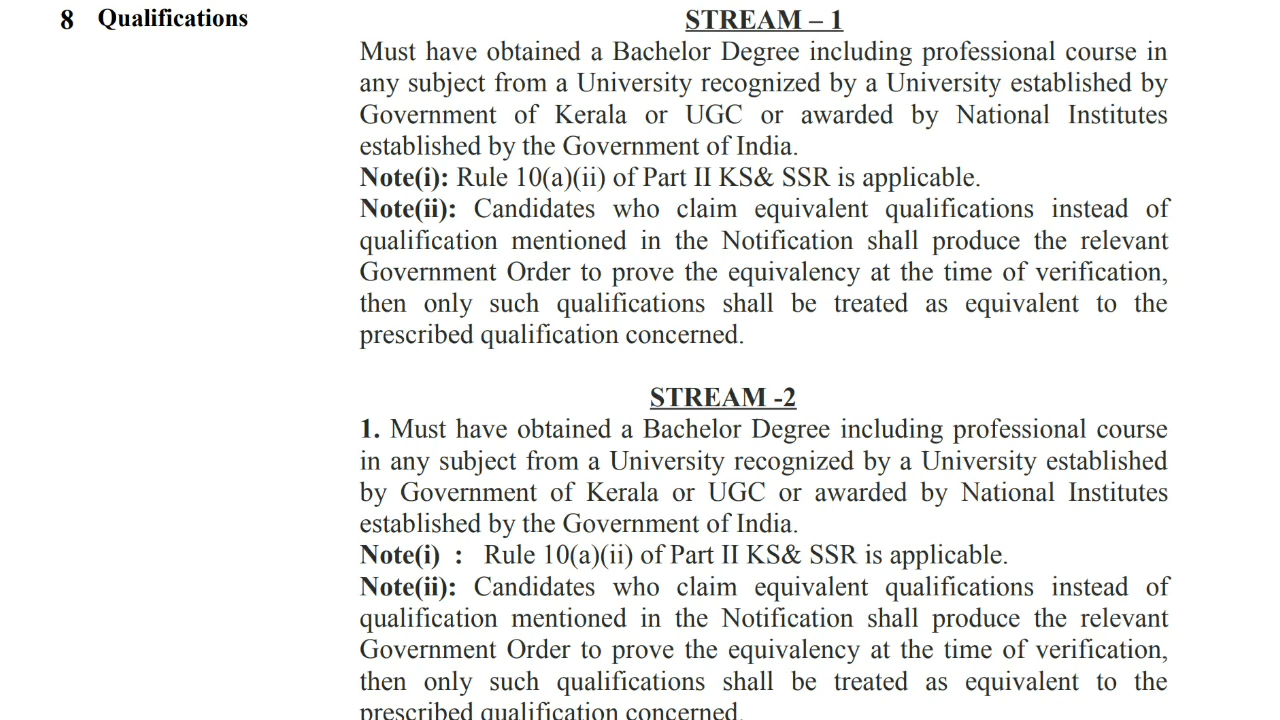 8 Qualifications
STREAM – 1
Must have obtained a Bachelor Degree including professional course in
any subject from a University recognized by a University established by
Government of Kerala or UGC or awarded by National Institutes
established by the Government of India.
Note(i): Rule 10(a)(ii) of Part II KS& SSR is applicable.
Note(ii): Candidates who claim equivalent qualifications instead of
qualification mentioned in the Notification shall produce the relevant
Government Order to prove the equivalency at the time of verification,
then only such qualifications shall be treated as equivalent to the
prescribed qualification concerned.
STREAM -2
1. Must have obtained a Bachelor Degree including professional course
in any subject from a University recognized by a University established
by Government of Kerala or UGC or awarded by National Institutes
established by the Government of India.
Note(i) : Rule 10(a)(ii) of Part II KS& SSR is applicable.
Note(ii): Candidates who claim equivalent qualifications instead of
qualification mentioned in the Notification shall produce the relevant
Government Order to prove the equivalency at the time of verification,
then only such qualifications shall be treated as equivalent to the
prescribed qualification concerned.